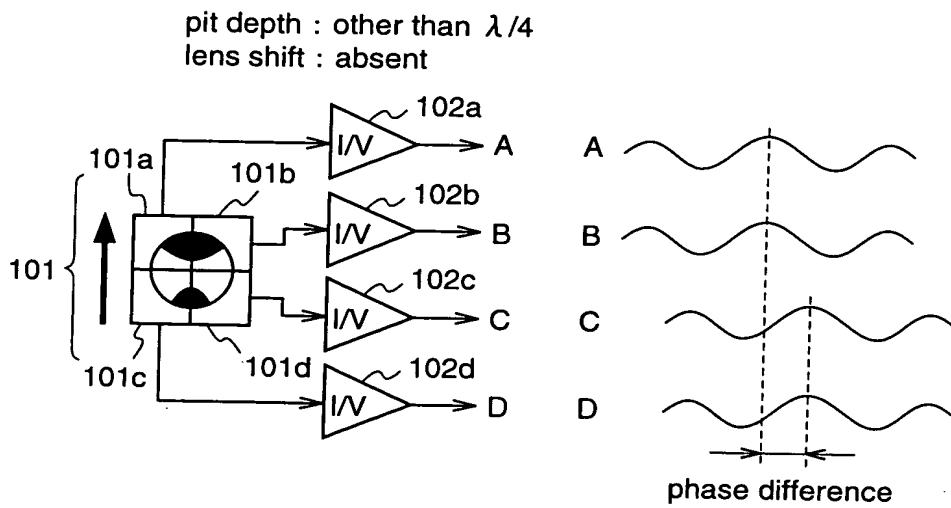 pit depth : other than λ/4
lens shift : absent
102a
I/V
A
A
101a
101b
102b
I/V
B
B
101
102c
I/V
C
C
101c
101d
102d
I/V
D
D
phase difference